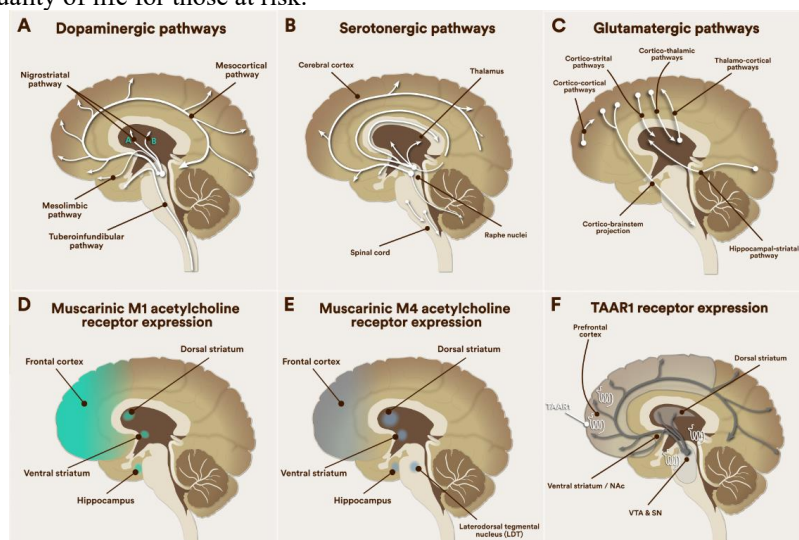 uality of life for those at risk.
A Dopaminergic pathways
Nigrostriatal
pathway
Mesocortical
pathway
A B
Mesolimbic
pathway
Tuberoinfundibular
pathway
B Serotonergic pathways
Cerebral cortex
Thalamus
Raphe nuclei
Spinal cord
C Glutamatergic pathways
Cortico-strital
pathways
Cortico-thalamic
pathways
Thalamo-cortical
pathways
Cortico-cortical
pathways
Cortico-brainstem
projection
Hippocampal-striatal
pathway
D Muscarinic M1 acetylcholine
receptor expression
Frontal cortex
Dorsal striatum
Ventral striatum
Hippocampus
E Muscarinic M4 acetylcholine
receptor expression
Frontal cortex
Dorsal striatum
Ventral striatum
Hippocampus
Laterodorsal tegmental
nucleus (LDT)
F TAAR1 receptor expression
Prefrontal
cortex
Dorsal striatum
TAAR1
Ventral striatum / NAc
VTA & SN